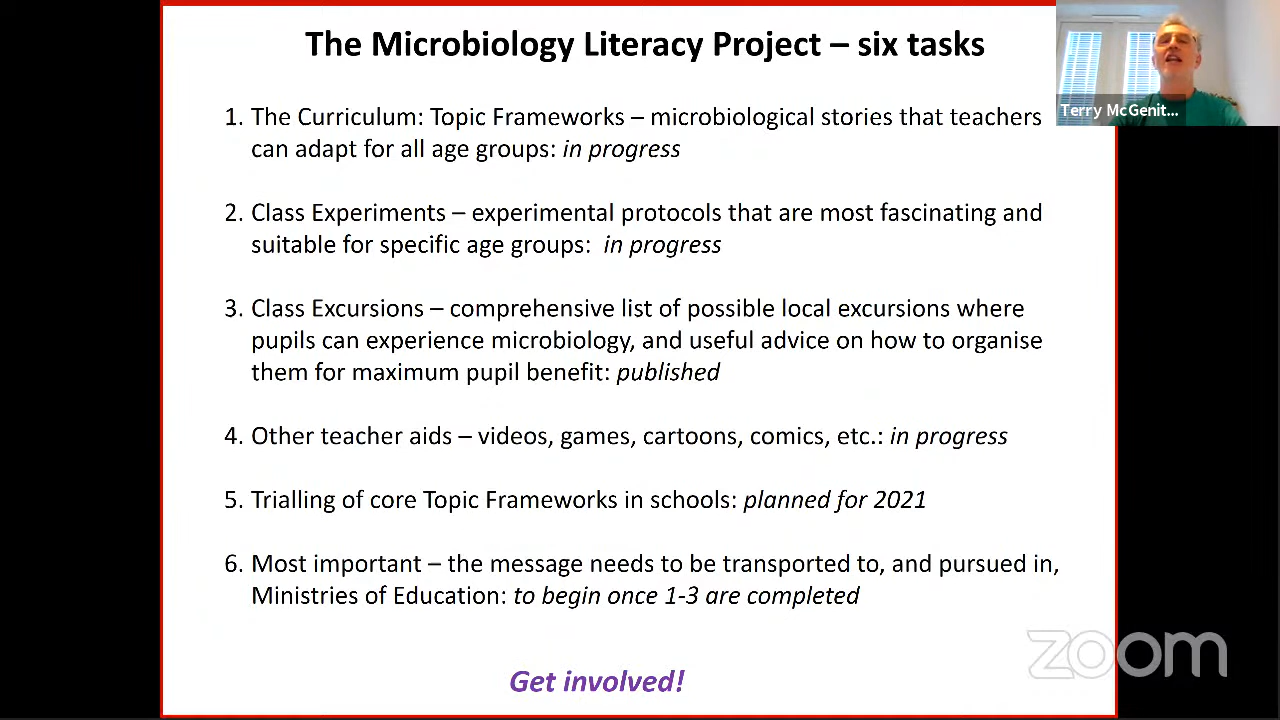 The Microbiology Literacy Project – six tasks
Terry McGenit...
1. The Curriculum: Topic Frameworks – microbiological stories that teachers
can adapt for all age groups: in progress
2. Class Experiments – experimental protocols that are most fascinating and
suitable for specific age groups:  in progress
3. Class Excursions – comprehensive list of possible local excursions where
pupils can experience microbiology, and useful advice on how to organise
them for maximum pupil benefit: published
4. Other teacher aids – videos, games, cartoons, comics, etc.: in progress
5. Trialling of core Topic Frameworks in schools: planned for 2021
6. Most important – the message needs to be transported to, and pursued in,
Ministries of Education: to begin once 1-3 are completed
zoom
Get involved!